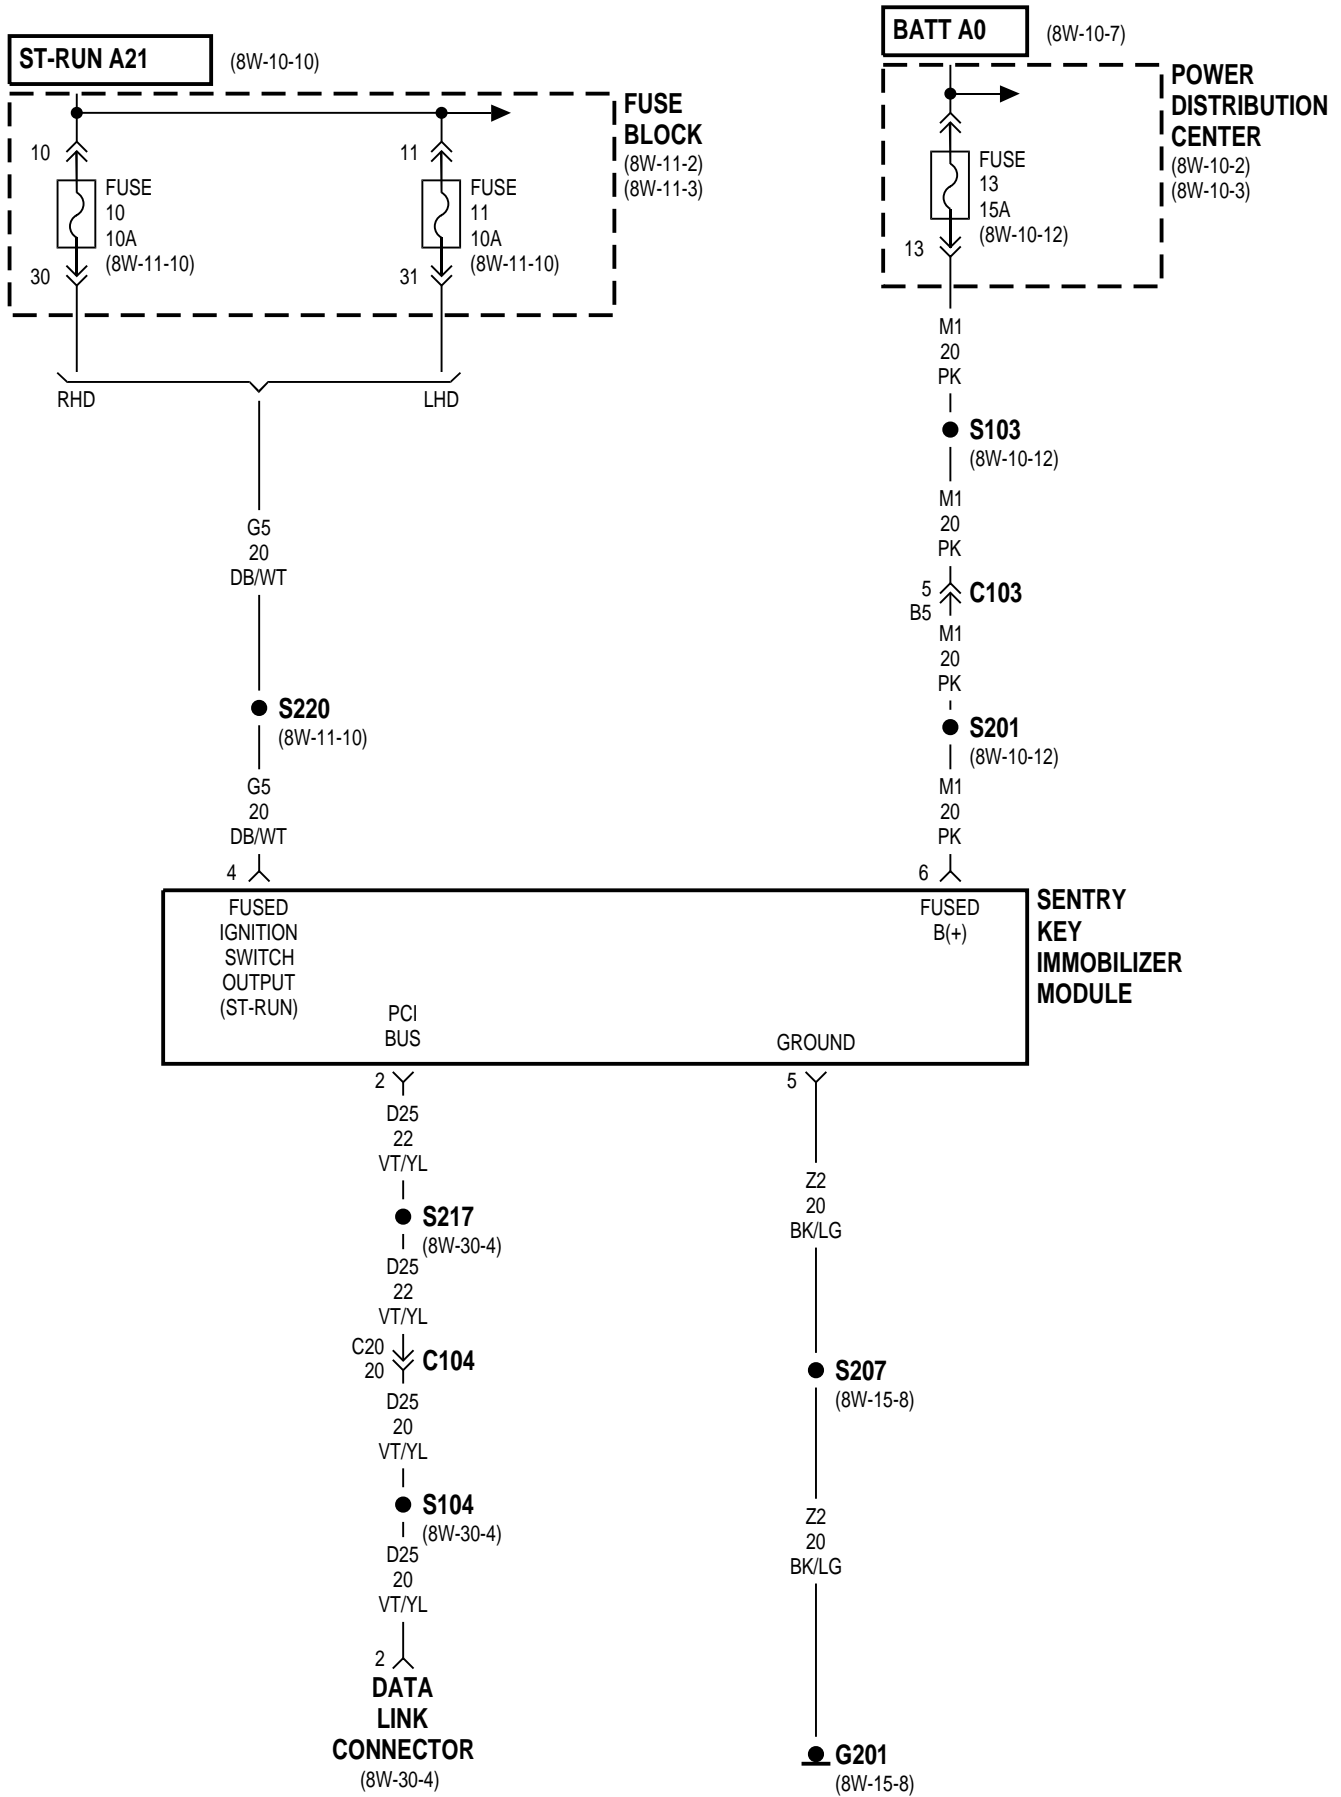 ST-RUN A21
(8W-10-10)
BATT A0
(8W-10-7)
FUSE
BLOCK
(8W-11-2)
(8W-11-3)
10
FUSE
10
10A
(8W-11-10)
30
11
FUSE
11
10A
(8W-11-10)
31
RHD
LHD
POWER
DISTRIBUTION
CENTER
(8W-10-2)
(8W-10-3)
FUSE
13
15A
(8W-10-12)
13
M1
20
PK
S103
(8W-10-12)
M1
20
PK
5
B5
C103
M1
20
PK
S201
(8W-10-12)
M1
20
PK
6
G5
20
DB/WT
S220
(8W-11-10)
G5
20
DB/WT
4
FUSED
IGNITION
SWITCH
OUTPUT
(ST-RUN)
FUSED
B(+)
SENTRY
KEY
IMMOBILIZER
MODULE
PCI
BUS
GROUND
2
D25
22
VT/YL
S217
(8W-30-4)
D25
22
VT/YL
C20
20
C104
D25
20
VT/YL
S104
(8W-30-4)
D25
20
VT/YL
2
DATA
LINK
CONNECTOR
(8W-30-4)
5
Z2
20
BK/LG
S207
(8W-15-8)
Z2
20
BK/LG
G201
(8W-15-8)